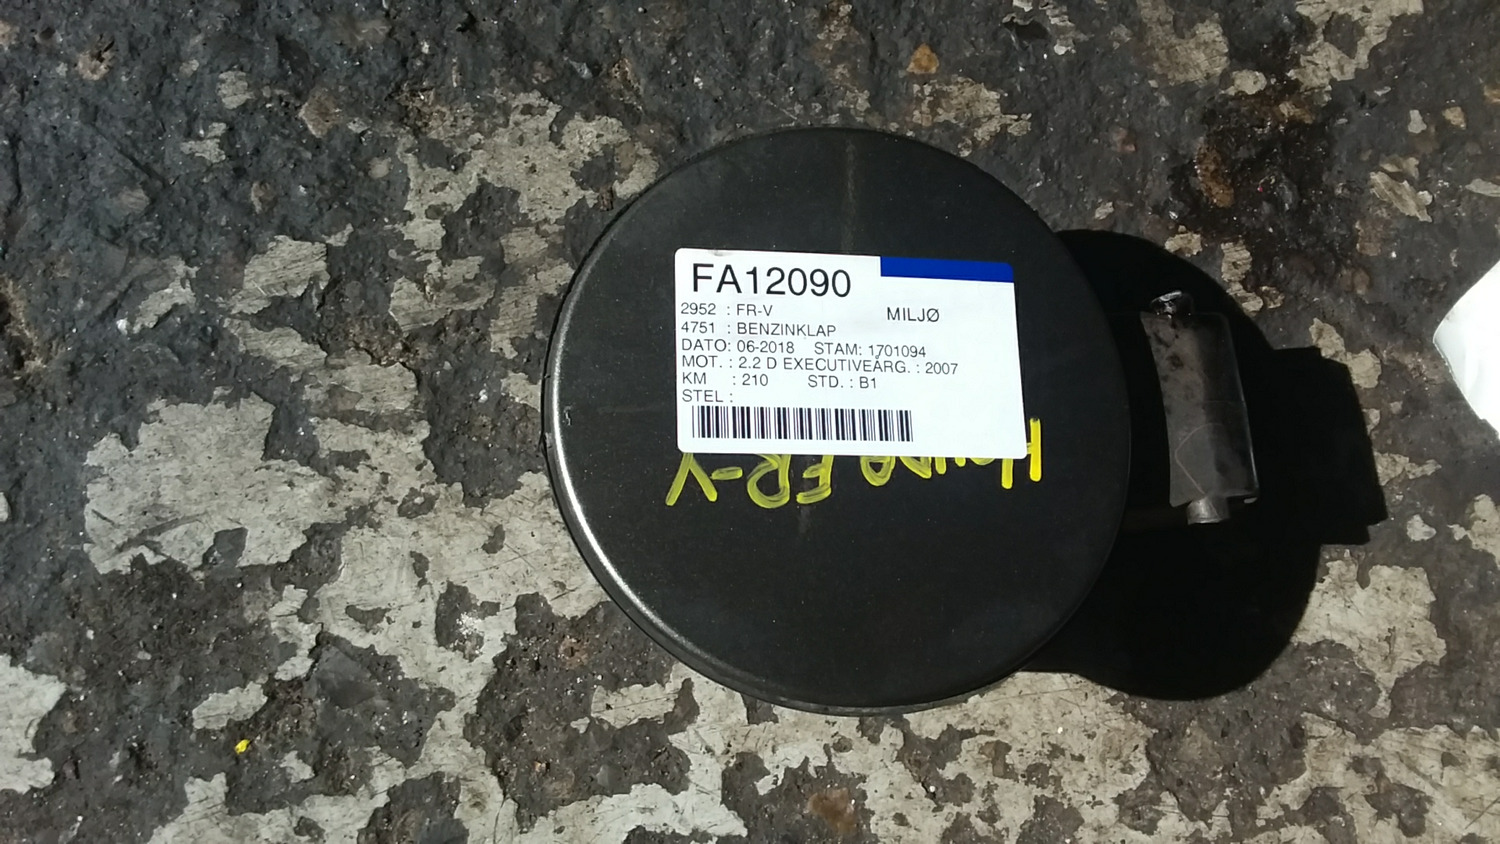 FA12090
2952 : FR-V MILJØ
4751 : BENZINKLAP
DATO: 06-2018 STAM: 1701094
MOT. : 2.2 D EXECUTIVEÅRG. : 2007
KM : 210 STD. : B1
STEL :
FR-V